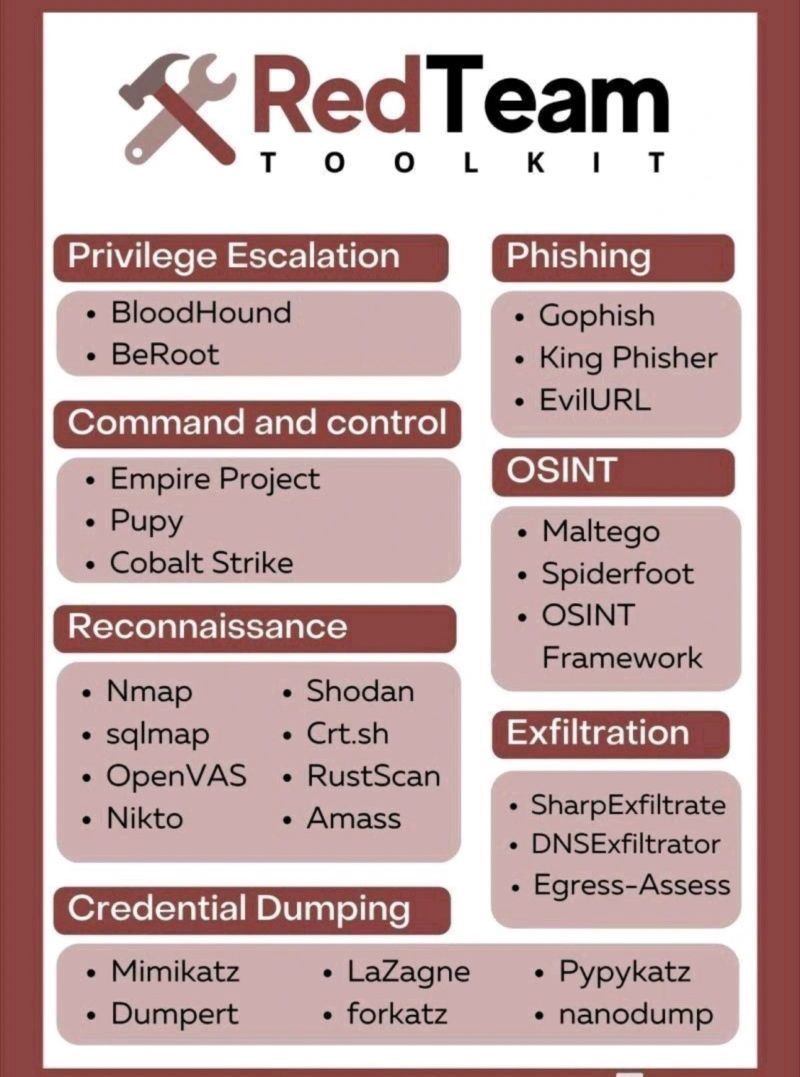 RedTeam
TOOLKIT
Privilege Escalation
• BloodHound
• BeRoot
Command and control
• Empire Project
• Pupy
• Cobalt Strike
Reconnaissance
• Nmap
• sqlmap
• OpenVAS
• Nikto
• Shodan
• Crt.sh
• RustScan
• Amass
Phishing
• Gophish
• King Phisher
• EvilURL
OSINT
• Maltego
• Spiderfoot
• OSINT
Framework
Exfiltration
• SharpExfiltrate
• DNSExfiltrator
• Egress-Assess
Credential Dumping
• Mimikatz
• Dumpert
• LaZagne
• forkatz
• Pypykatz
• nanodump